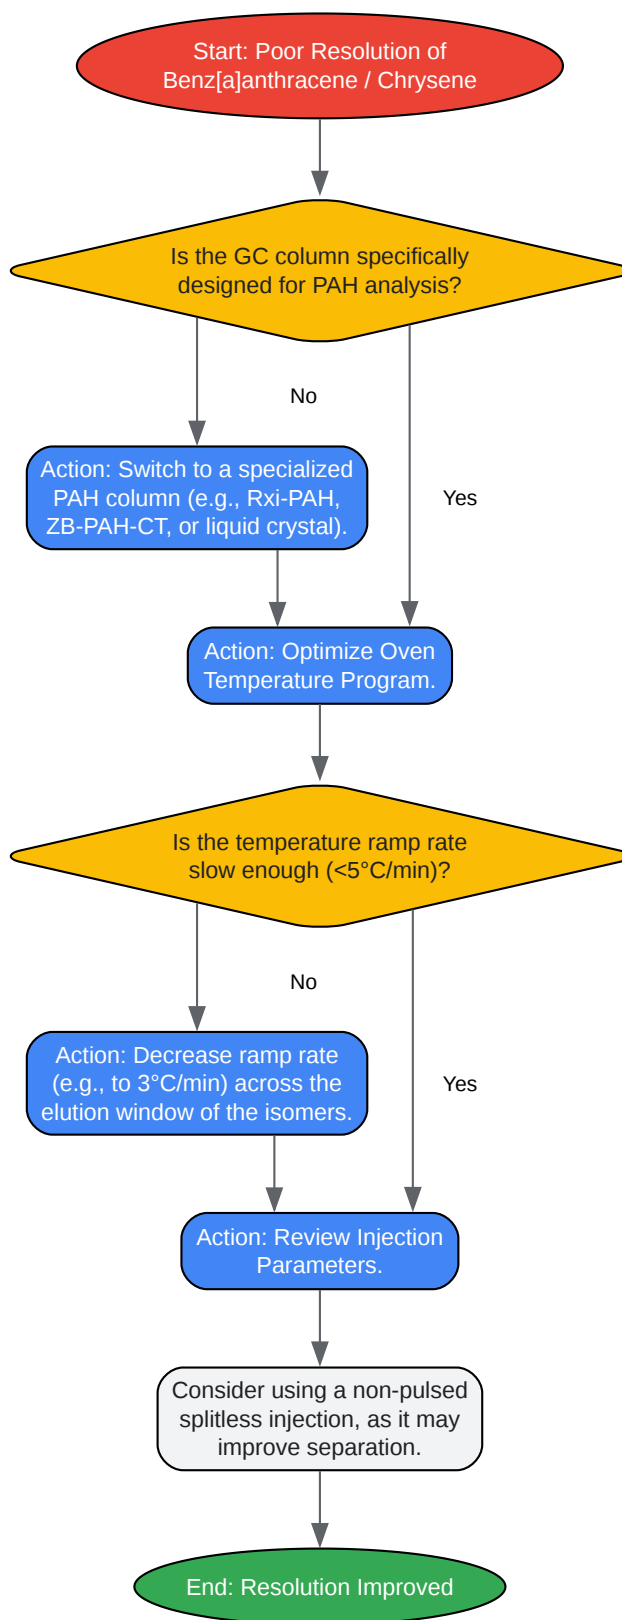 Start: Poor Resolution of
Benz[a]anthracene / Chrysene
Is the GC column specifically
designed for PAH analysis?
No
Action: Switch to a specialized
PAH column (e.g., Rxi-PAH,
ZB-PAH-CT, or liquid crystal).
Yes
Action: Optimize Oven
Temperature Program.
Is the temperature ramp rate
slow enough (<5°C/min)?
No
Action: Decrease ramp rate
(e.g., to 3°C/min) across the
elution window of the isomers.
Yes
Action: Review Injection
Parameters.
Consider using a non-pulsed
splitless injection, as it may
improve separation.
End: Resolution Improved